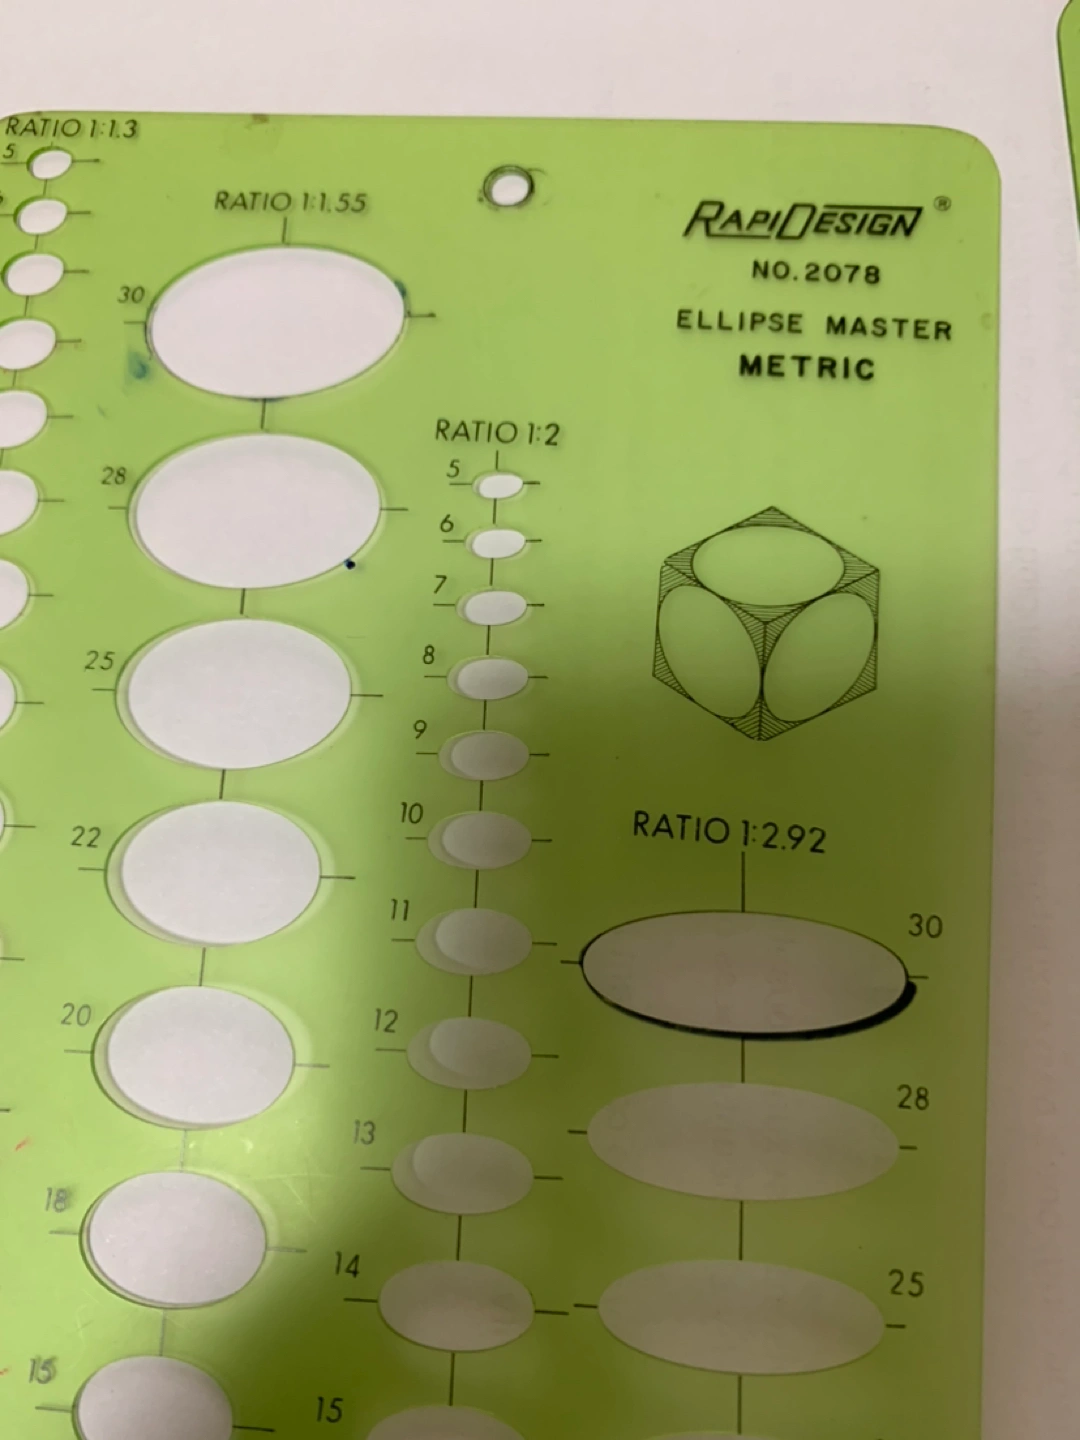 RATIO 1:1.3
5
RATIO 1:1.55
30
28
25
22
20
18
15
RATIO 1:2
5
6
7
8
9
10
11
12
13
14
15
RAPIDESIGN ®
NO. 2078
ELLIPSE MASTER
METRIC
RATIO 1:2.92
30
28
25